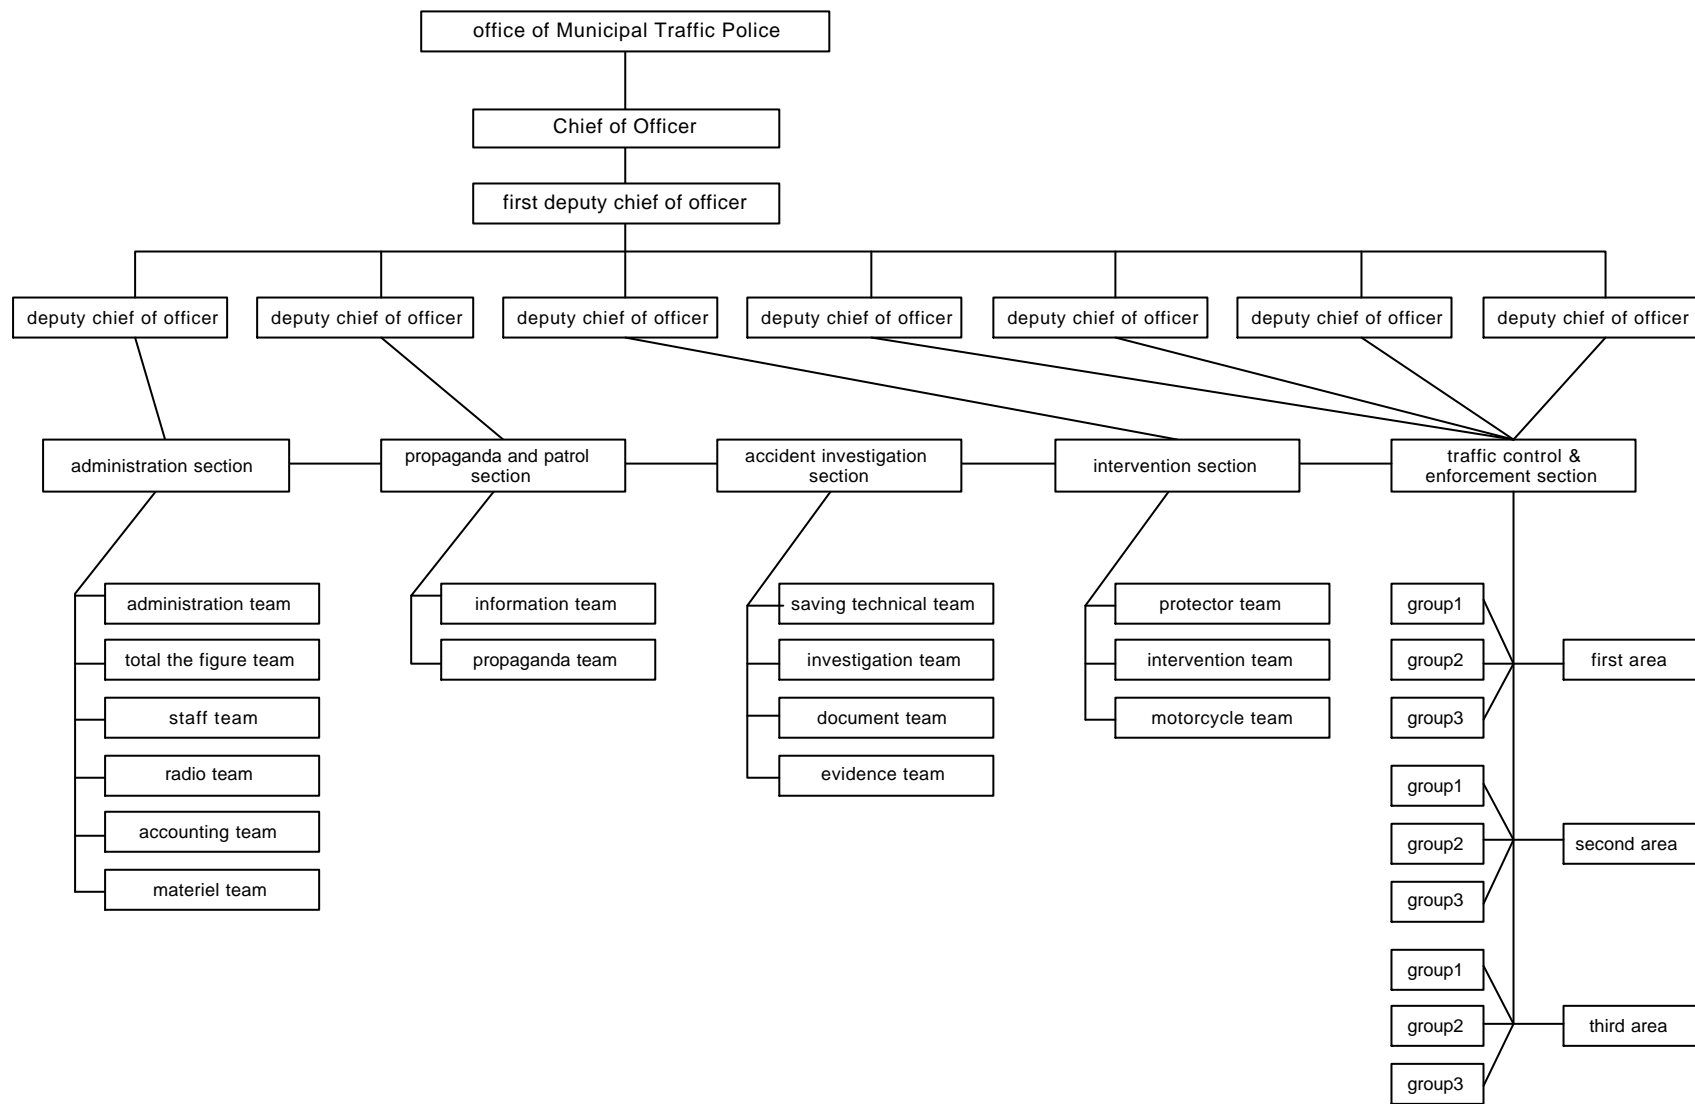 office of Municipal Traffic Police
Chief of Officer
first deputy chief of officer
deputy chief of officer
deputy chief of officer
deputy chief of officer
deputy chief of officer
deputy chief of officer
deputy chief of officer
deputy chief of officer
administration section
propaganda and patrol
section
accident investigation
section
intervention section
traffic control &
enforcement section
administration team
total the figure team
staff team
radio team
accounting team
materiel team
information team
propaganda team
saving technical team
investigation team
document team
evidence team
protector team
intervention team
motorcycle team
group1
group2
group3
first area
group1
group2
group3
second area
group1
group2
group3
third area